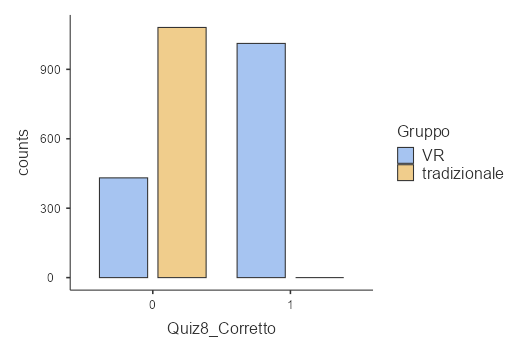 counts
900
600
300
0
0
1
Quiz8_Corretto
Gruppo
VR
tradizionale